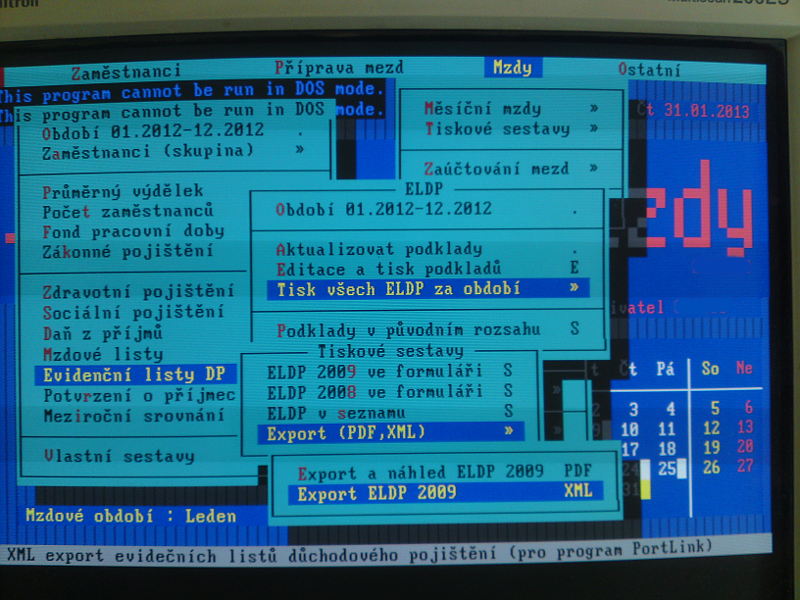 Zaměstnanci Příprava mezd Mzdy Ostatní
This program cannot be run in DOS mode.
This program cannot be run in DOS mode.
Čt 31.01.2013
Období 01.2012-12.2012 .
Zaměstnanci (skupina) »
Průměrný výdělek
Počet zaměstnanců
Fond pracovní doby
Zákonné pojištění
Zdravotní pojištění
Sociální pojištění
Daň z příjmů
Mzdové listy
Evidenční listy DP
Potvrzení o příjmec
Meziroční srovnání
Vlastní sestavy
Měsíční mzdy »
Tiskové sestavy »
Zaúčtování mezd »
zdy
ELDP
Období 01.2012-12.2012 .
Aktualizovat podklady .
Editace a tisk podkladů E
Tisk všech ELDP za období »
Podklady v původním rozsahu S
ivatel
Tiskové sestavy
ELDP 2009 ve formuláři S
ELDP 2008 ve formuláři S
ELDP v seznamu S
Export (PDF,XML) »
Export a náhled ELDP 2009 PDF
Export ELDP 2009 XML
t Čt Pá So Ne
2 3 4 5 6
9 10 11 12 13
17 18 19 20
24 25 26 27
31
Mzdové období : Leden
XML export evidečních listů důchodového pojištění (pro program PortLink)